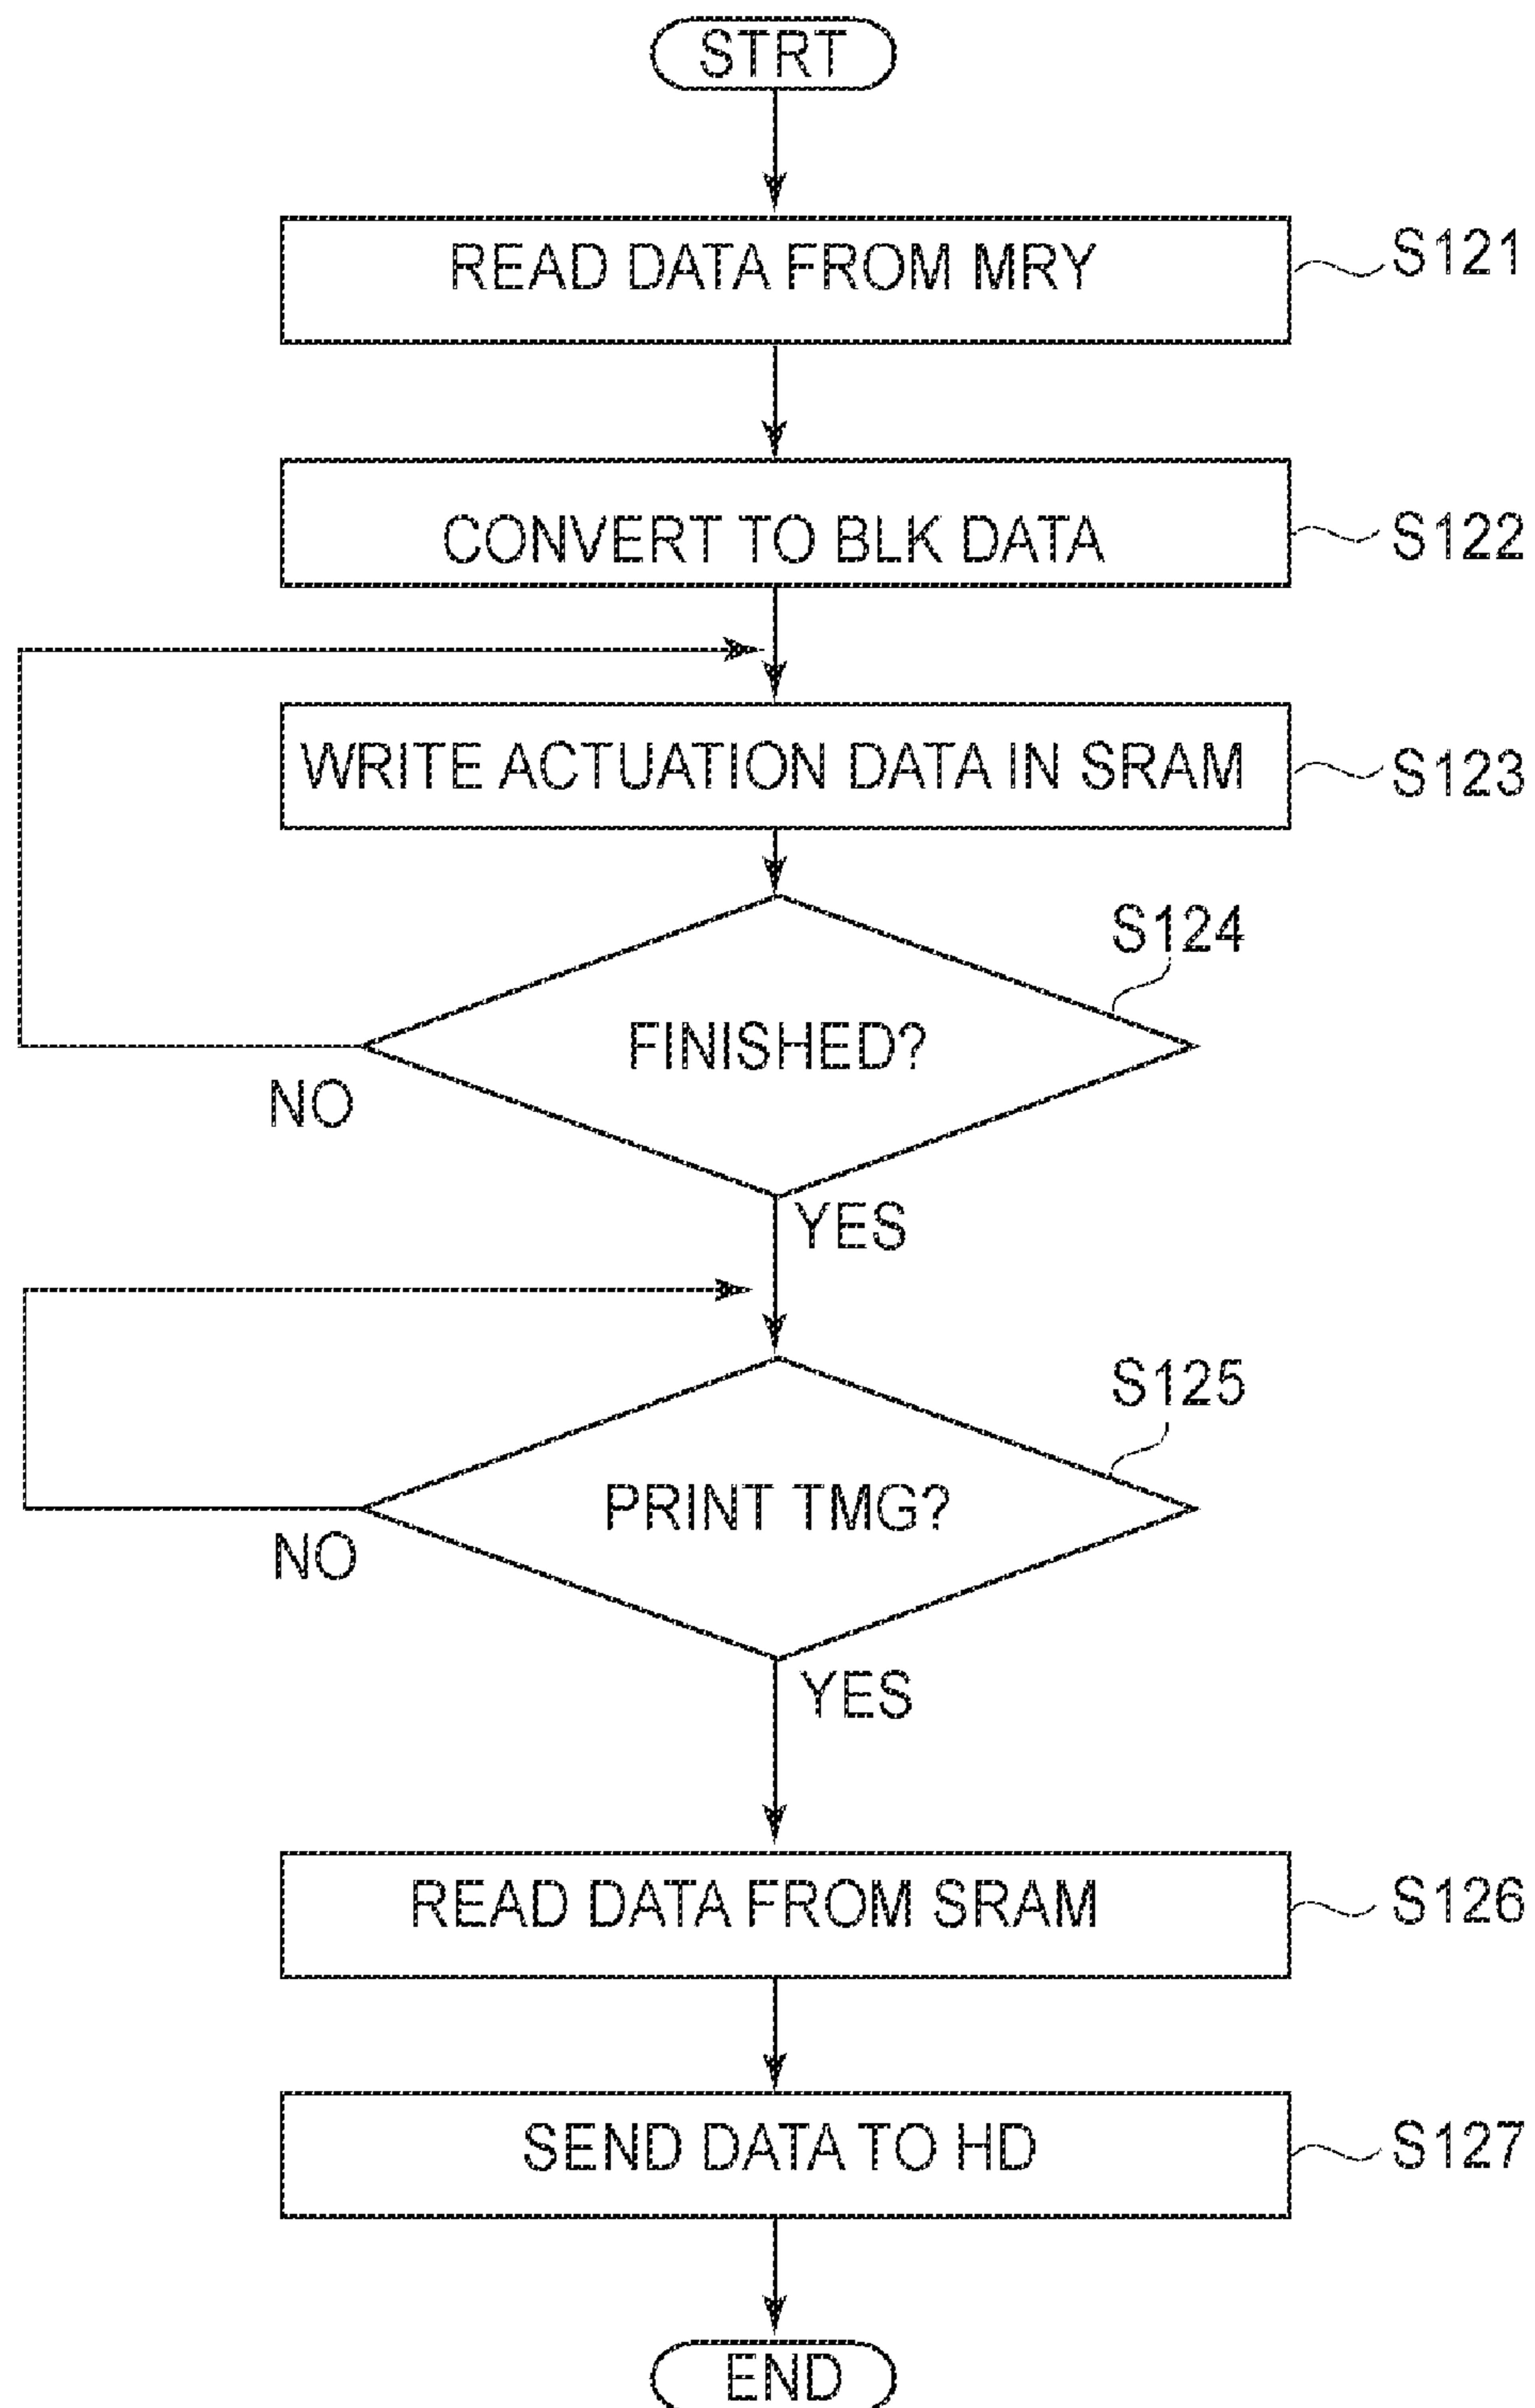 STRT
READ DATA FROM MRY
S121
CONVERT TO BLK DATA
S122
WRITE ACTUATION DATA IN SRAM
S123
S124
FINISHED?
NO
YES
S125
PRINT TMG?
NO
YES
READ DATA FROM SRAM
S126
SEND DATA TO HD
S127
END